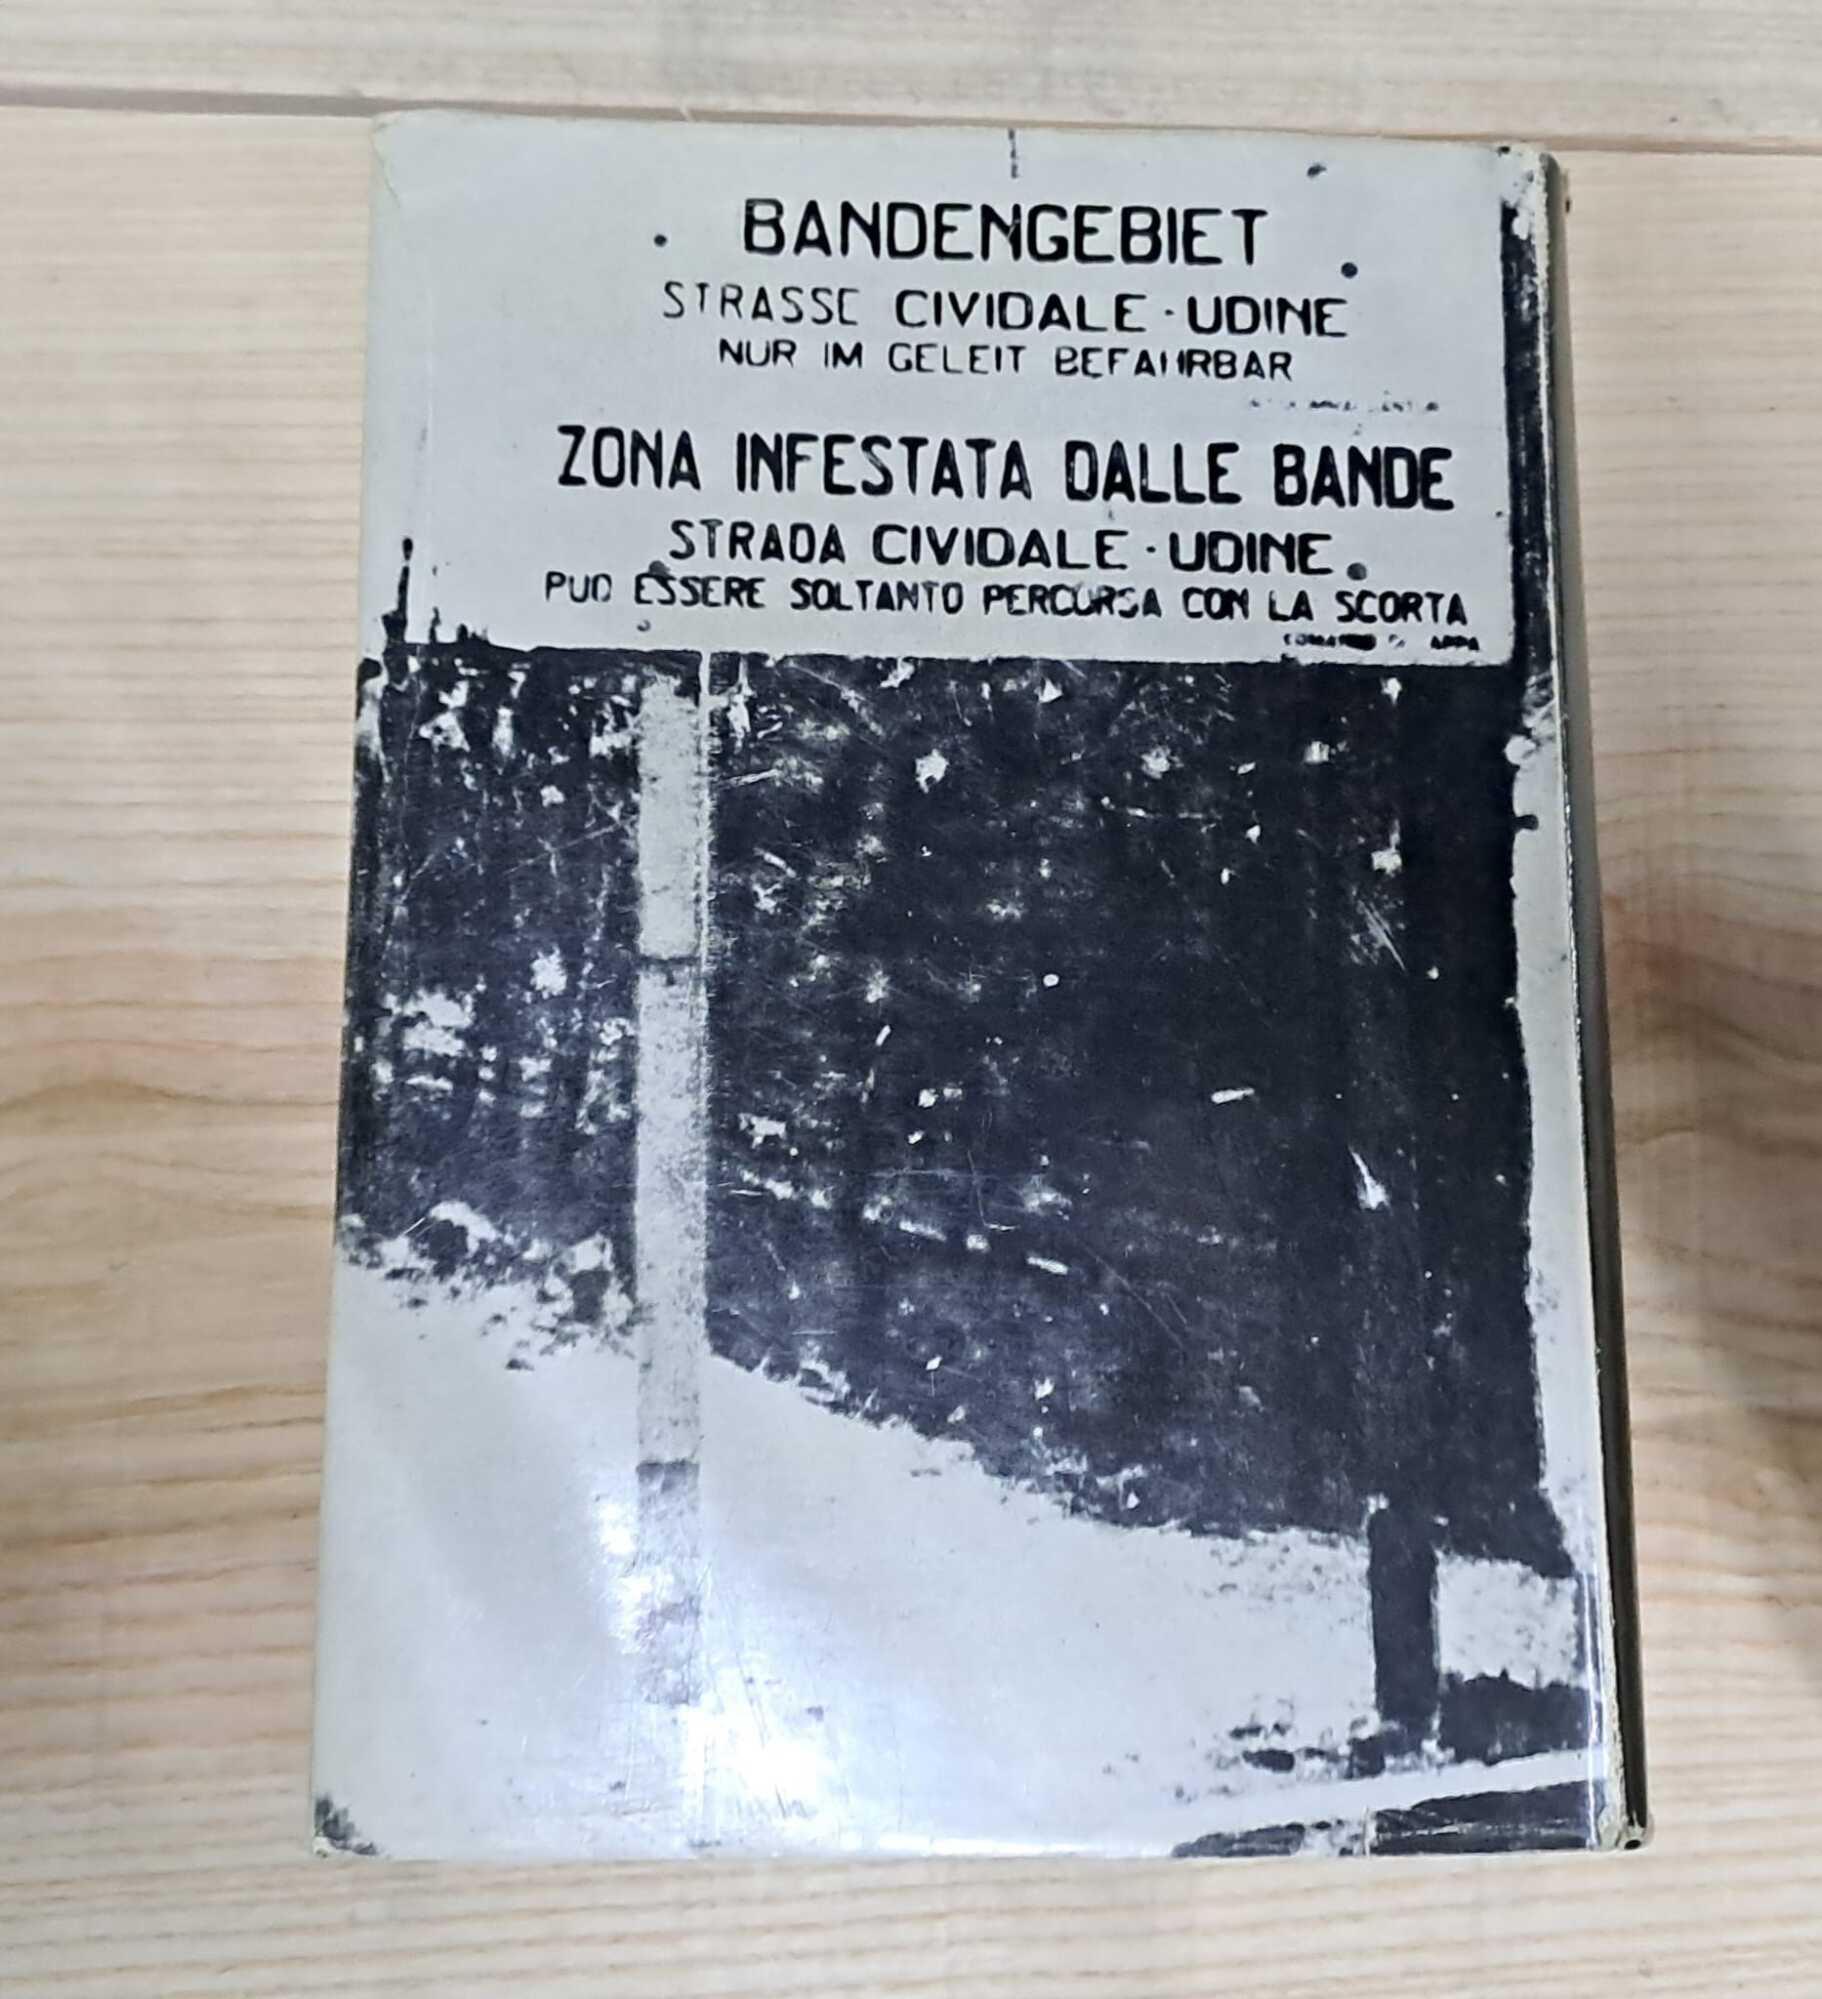 BANDENGEBIET
STRASSE CIVIDALE · UDINE
NUR IM GELEIT BEFAHRBAR
ZONA INFESTATA DALLE BANDE
STRADA CIVIDALE · UDINE
PUO ESSERE SOLTANTO PERCORSA CON LA SCORTA
COMANDO